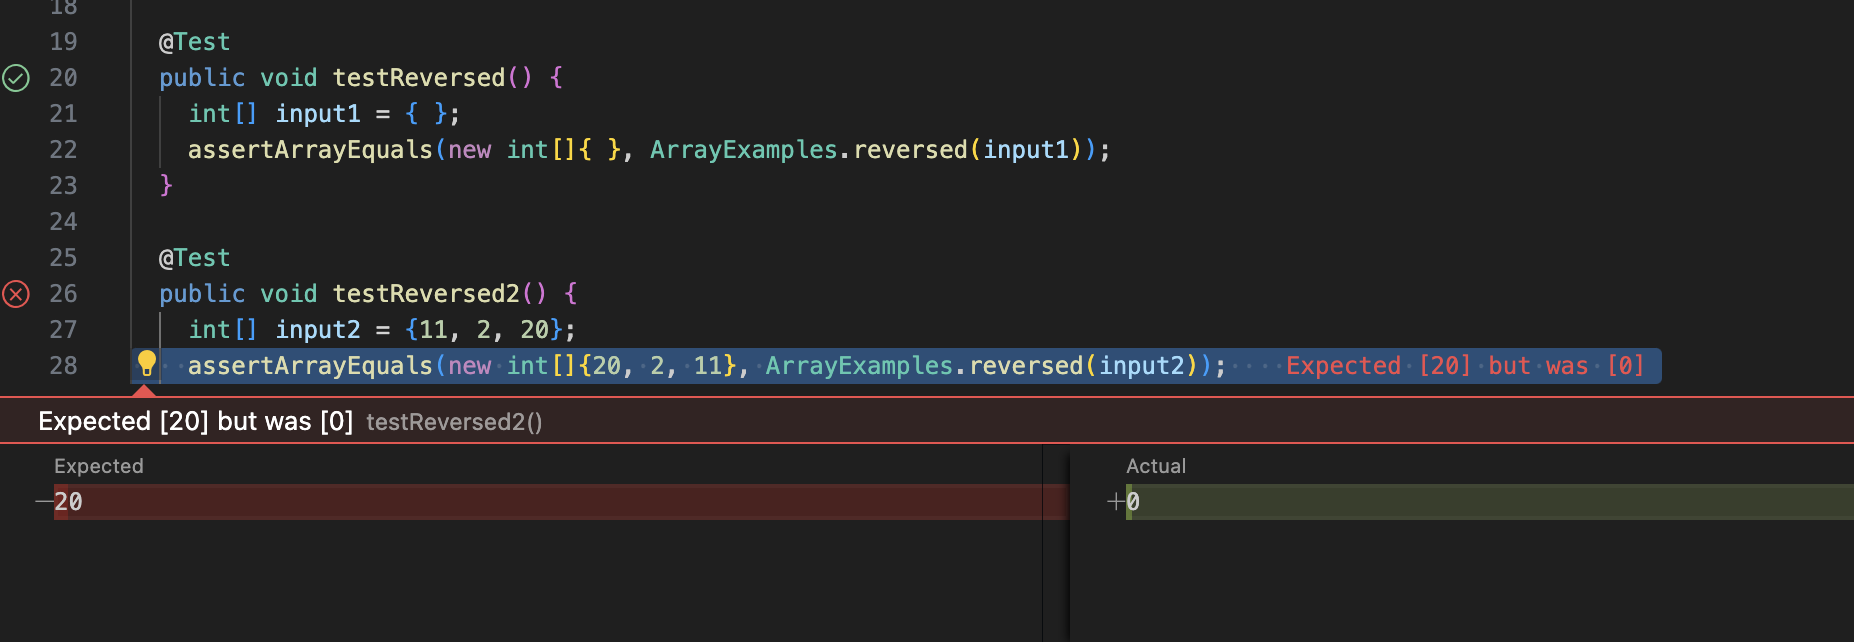 18
19 @Test
20 public void testReversed() {
21 int[] input1 = { };
22 assertArrayEquals(new int[]{ }, ArrayExamples.reversed(input1));
23 }
24
25 @Test
26 public void testReversed2() {
27 int[] input2 = {11, 2, 20};
28 assertArrayEquals(new int[]{20, 2, 11}, ArrayExamples.reversed(input2)); Expected [20] but was [0]
Expected [20] but was [0] testReversed2()
Expected Actual
—20 +0